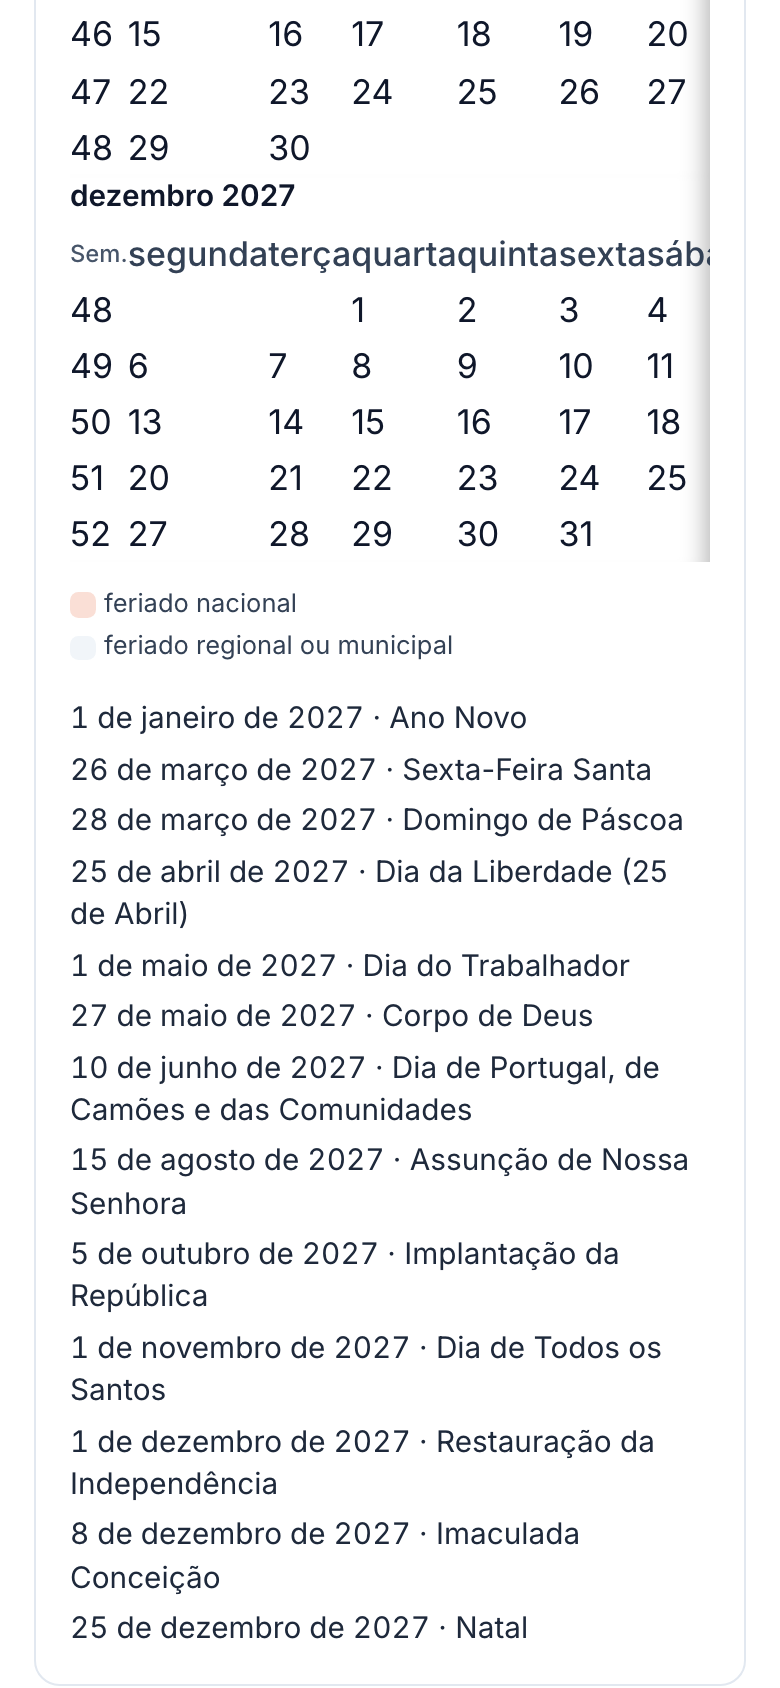 46 15 16 17 18 19 20
47 22 23 24 25 26 27
48 29 30
dezembro 2027
Sem. segunda terça quarta quinta sexta
48 1 2 3 4
49 6 7 8 9 10 11
50 13 14 15 16 17 18
51 20 21 22 23 24 25
52 27 28 29 30 31
feriado nacional
feriado regional ou municipal
1 de janeiro de 2027 · Ano Novo
26 de março de 2027 · Sexta-Feira Santa
28 de março de 2027 · Domingo de Páscoa
25 de abril de 2027 · Dia da Liberdade (25
de Abril)
1 de maio de 2027 · Dia do Trabalhador
27 de maio de 2027 · Corpo de Deus
10 de junho de 2027 · Dia de Portugal, de
Camões e das Comunidades
15 de agosto de 2027 · Assunção de Nossa
Senhora
5 de outubro de 2027 · Implantação da
República
1 de novembro de 2027 · Dia de Todos os
Santos
1 de dezembro de 2027 · Restauração da
Independência
8 de dezembro de 2027 · Imaculada
Conceição
25 de dezembro de 2027 · Natal